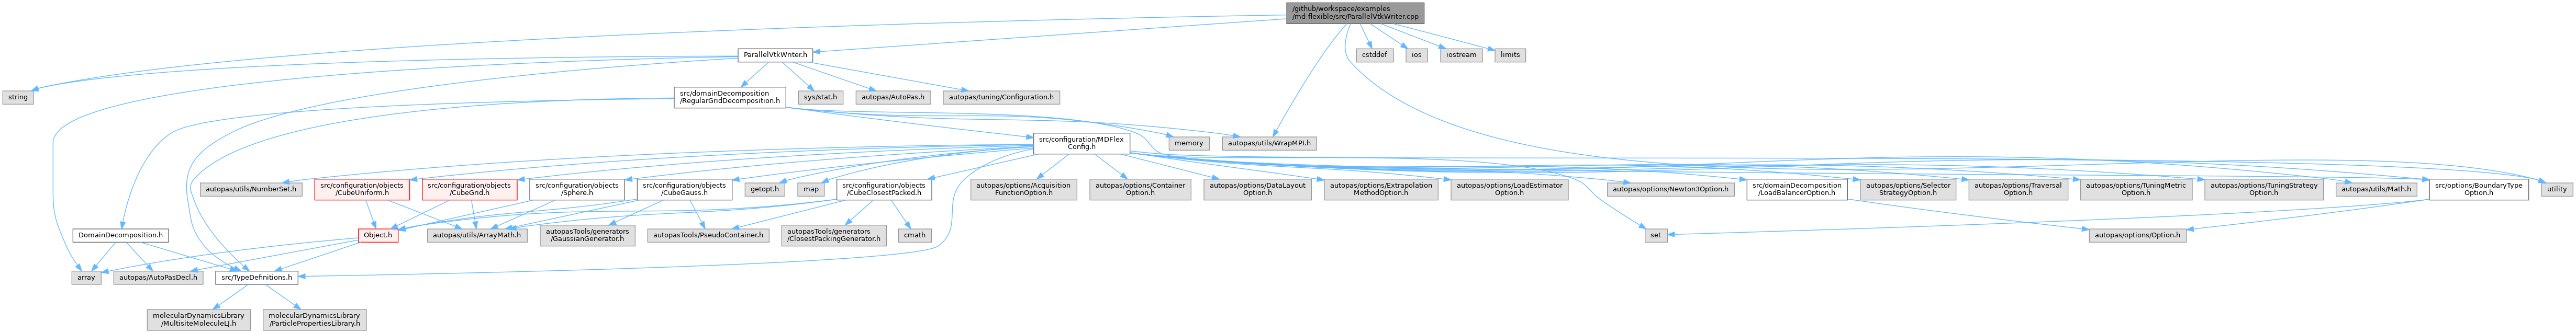 /github/workspace/examples
/md-flexible/src/ParallelVtkWriter.cpp
ParallelVtkWriter.h
cstddef
ios
iostream
limits
string
src/domainDecomposition
/RegularGridDecomposition.h
sys/stat.h
autopas/AutoPas.h
autopas/tuning/Configuration.h
src/configuration/MDFlex
Config.h
memory
autopas/utils/WrapMPI.h
autopas/utils/NumberSet.h
src/configuration/objects
/CubeUniform.h
src/configuration/objects
/CubeGrid.h
src/configuration/objects
/Sphere.h
src/configuration/objects
/CubeGauss.h
getopt.h
map
src/configuration/objects
/CubeClosestPacked.h
autopas/options/Acquisition
FunctionOption.h
autopas/options/Container
Option.h
autopas/options/DataLayout
Option.h
autopas/options/Extrapolation
MethodOption.h
autopas/options/LoadEstimator
Option.h
autopas/options/Newton3Option.h
src/domainDecomposition
/LoadBalancerOption.h
autopas/options/Selector
StrategyOption.h
autopas/options/Traversal
Option.h
autopas/options/TuningMetric
Option.h
autopas/options/TuningStrategy
Option.h
autopas/utils/Math.h
src/options/BoundaryType
Option.h
utility
DomainDecomposition.h
Object.h
autopas/utils/ArrayMath.h
autopasTools/generators
/GaussianGenerator.h
autopasTools/PseudoContainer.h
autopasTools/generators
/ClosestPackingGenerator.h
cmath
set
autopas/options/Option.h
array
autopas/AutoPasDecl.h
src/TypeDefinitions.h
molecularDynamicsLibrary
/MultisiteMoleculeLJ.h
molecularDynamicsLibrary
/ParticlePropertiesLibrary.h